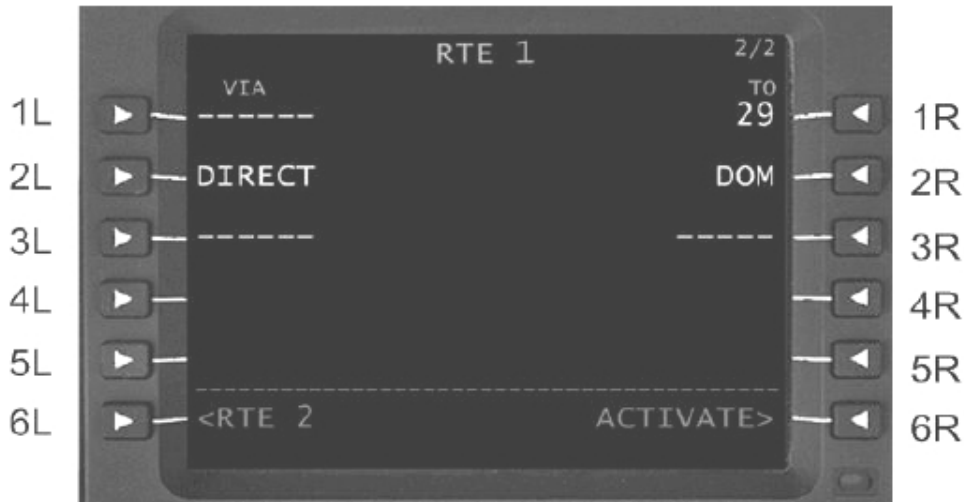 RTE 1 2/2
VIA TO
1L ------ 29 1R
2L DIRECT DOM 2R
3L ------ ----- 3R
4L 4R
5L 5R
--------------------------------------------
6L <RTE 2 ACTIVATE> 6R